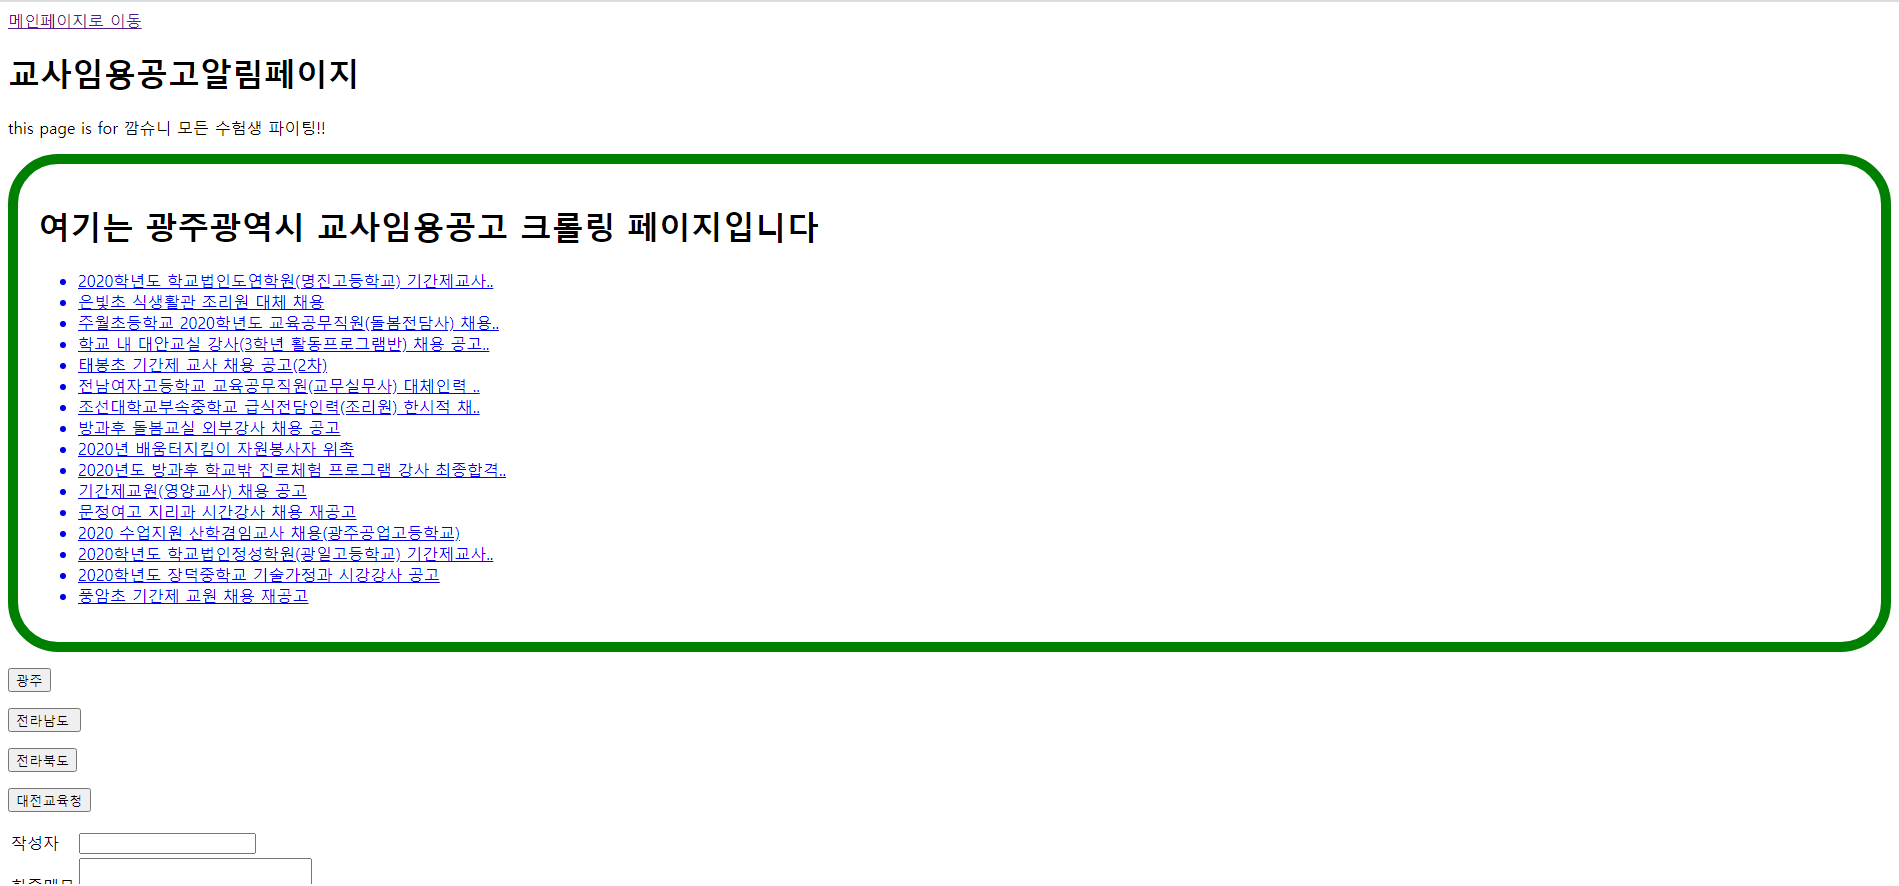 메인페이지로 이동
교사임용공고알림페이지
this page is for 깜슈니 모든 수험생 파이팅!!
여기는 광주광역시 교사임용공고 크롤링 페이지입니다
2020학년도 학교법인도연학원(명진고등학교) 기간제교사..
은빛초 식생활관 조리원 대체 채용
주월초등학교 2020학년도 교육공무직원(돌봄전담사) 채용..
학교 내 대안교실 강사(3학년 활동프로그램반) 채용 공고..
태봉초 기간제 교사 채용 공고(2차)
전남여자고등학교 교육공무직원(교무실무사) 대체인력 ..
조선대학교부속중학교 급식전담인력(조리원) 한시적 채..
방과후 돌봄교실 외부강사 채용 공고
2020년 배움터지킴이 자원봉사자 위촉
2020년도 방과후 학교밖 진로체험 프로그램 강사 최종합격..
기간제교원(영양교사) 채용 공고
문정여고 지리과 시간강사 채용 재공고
2020 수업지원 산학겸임교사 채용(광주공업고등학교)
2020학년도 학교법인정성학원(광일고등학교) 기간제교사..
2020학년도 장덕중학교 기술가정과 시강강사 공고
풍암초 기간제 교원 채용 재공고
광주
전라남도
전라북도
대전교육청
작성자